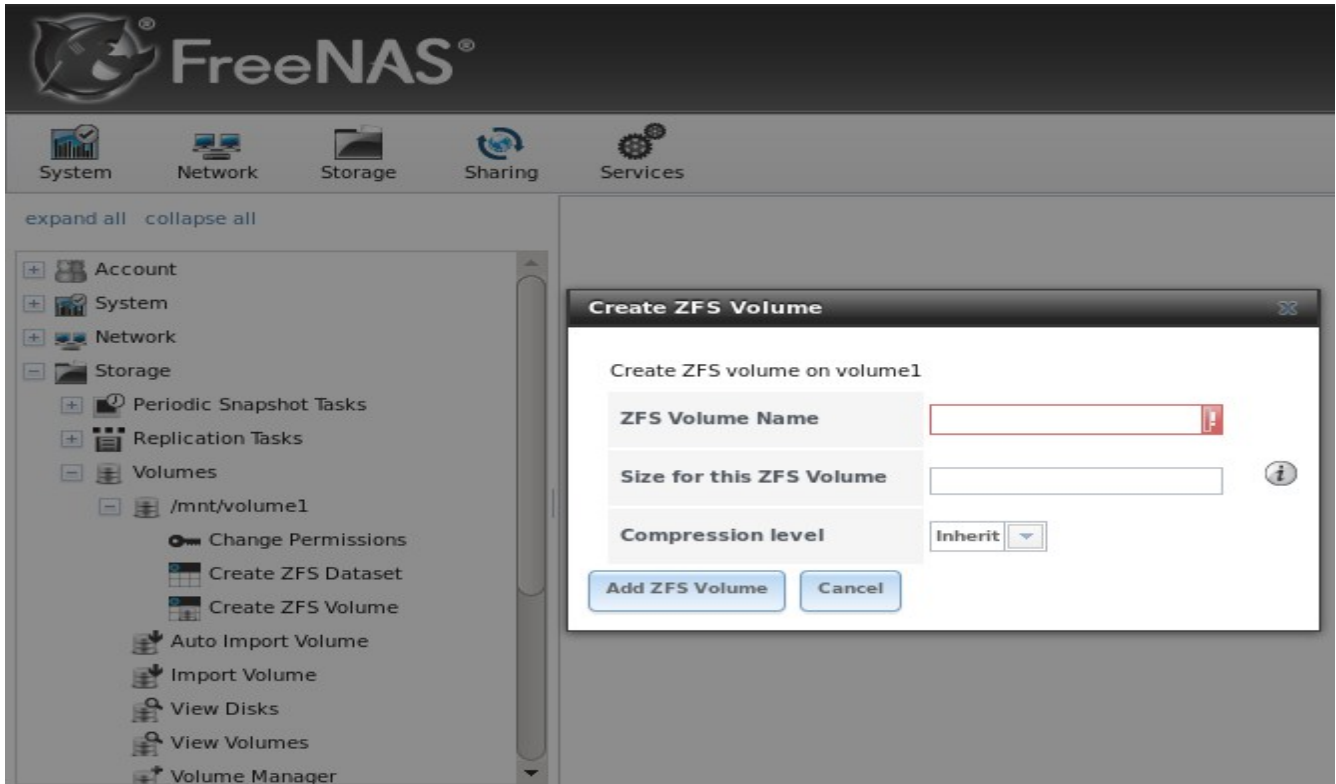 FreeNAS®
System Network Storage Sharing Services
expand all collapse all
Account
System
Network
Storage
Periodic Snapshot Tasks
Replication Tasks
Volumes
/mnt/volume1
Change Permissions
Create ZFS Dataset
Create ZFS Volume
Auto Import Volume
Import Volume
View Disks
View Volumes
Volume Manager
Create ZFS Volume
Create ZFS volume on volume1
ZFS Volume Name
Size for this ZFS Volume
Compression level Inherit
Add ZFS Volume Cancel